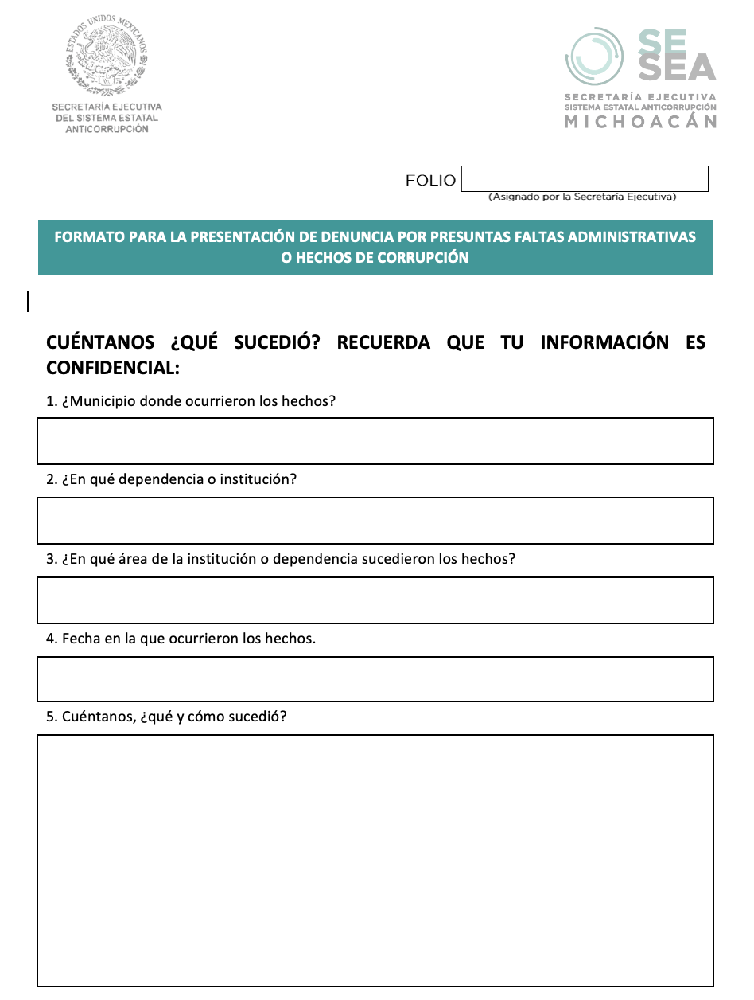 ESTADOS UNIDOS MEXICANOS
SECRETARÍA EJECUTIVA
DEL SISTEMA ESTATAL
ANTICORRUPCIÓN
SE
SEA
SECRETARÍA EJECUTIVA
SISTEMA ESTATAL ANTICORRUPCIÓN
MICHOACÁN
FOLIO
(Asignado por la Secretaría Ejecutiva)
FORMATO PARA LA PRESENTACIÓN DE DENUNCIA POR PRESUNTAS FALTAS ADMINISTRATIVAS
O HECHOS DE CORRUPCIÓN
CUÉNTANOS ¿QUÉ SUCEDIÓ? RECUERDA QUE TU INFORMACIÓN ES
CONFIDENCIAL:
1. ¿Municipio donde ocurrieron los hechos?
2. ¿En qué dependencia o institución?
3. ¿En qué área de la institución o dependencia sucedieron los hechos?
4. Fecha en la que ocurrieron los hechos.
5. Cuéntanos, ¿qué y cómo sucedió?